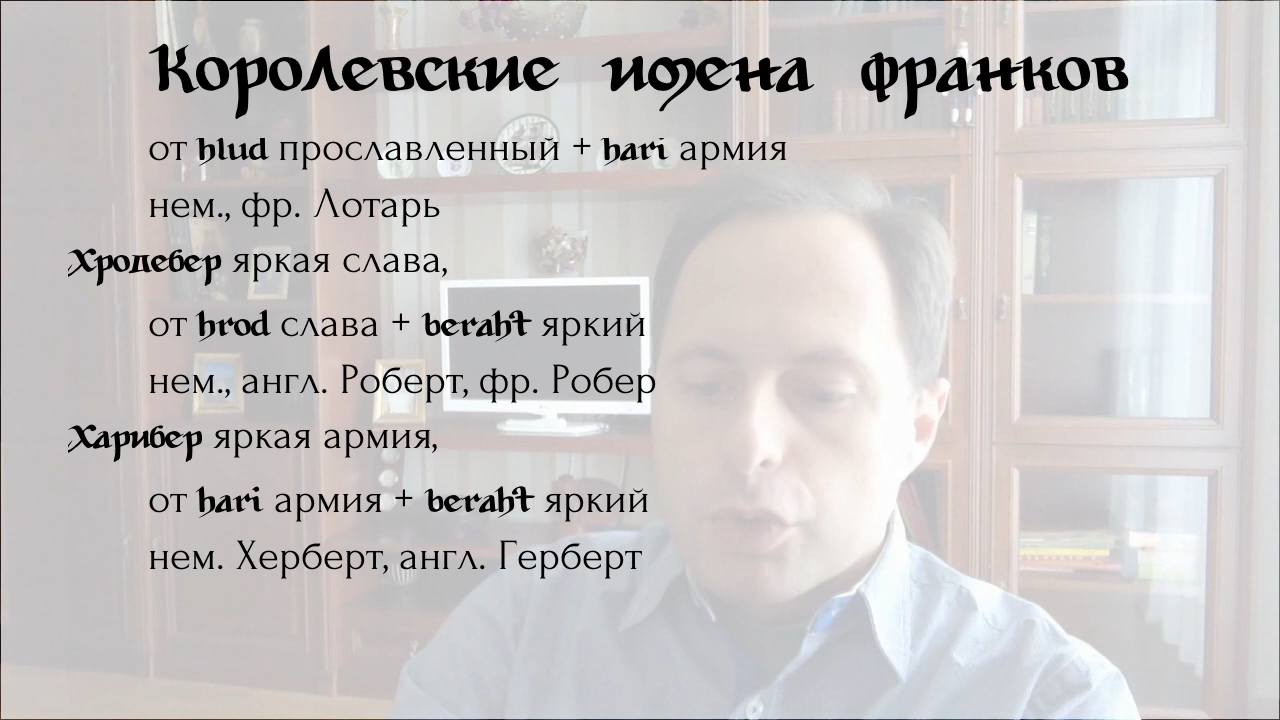 Королевские имена франков
от hlud прославленный + hari армия
нем., фр. Лотарь
Хродебер яркая слава,
от hrod слава + beraht яркий
нем., англ. Роберт, фр. Робер
Харибер яркая армия,
от hari армия + beraht яркий
нем. Херберт, англ. Герберт